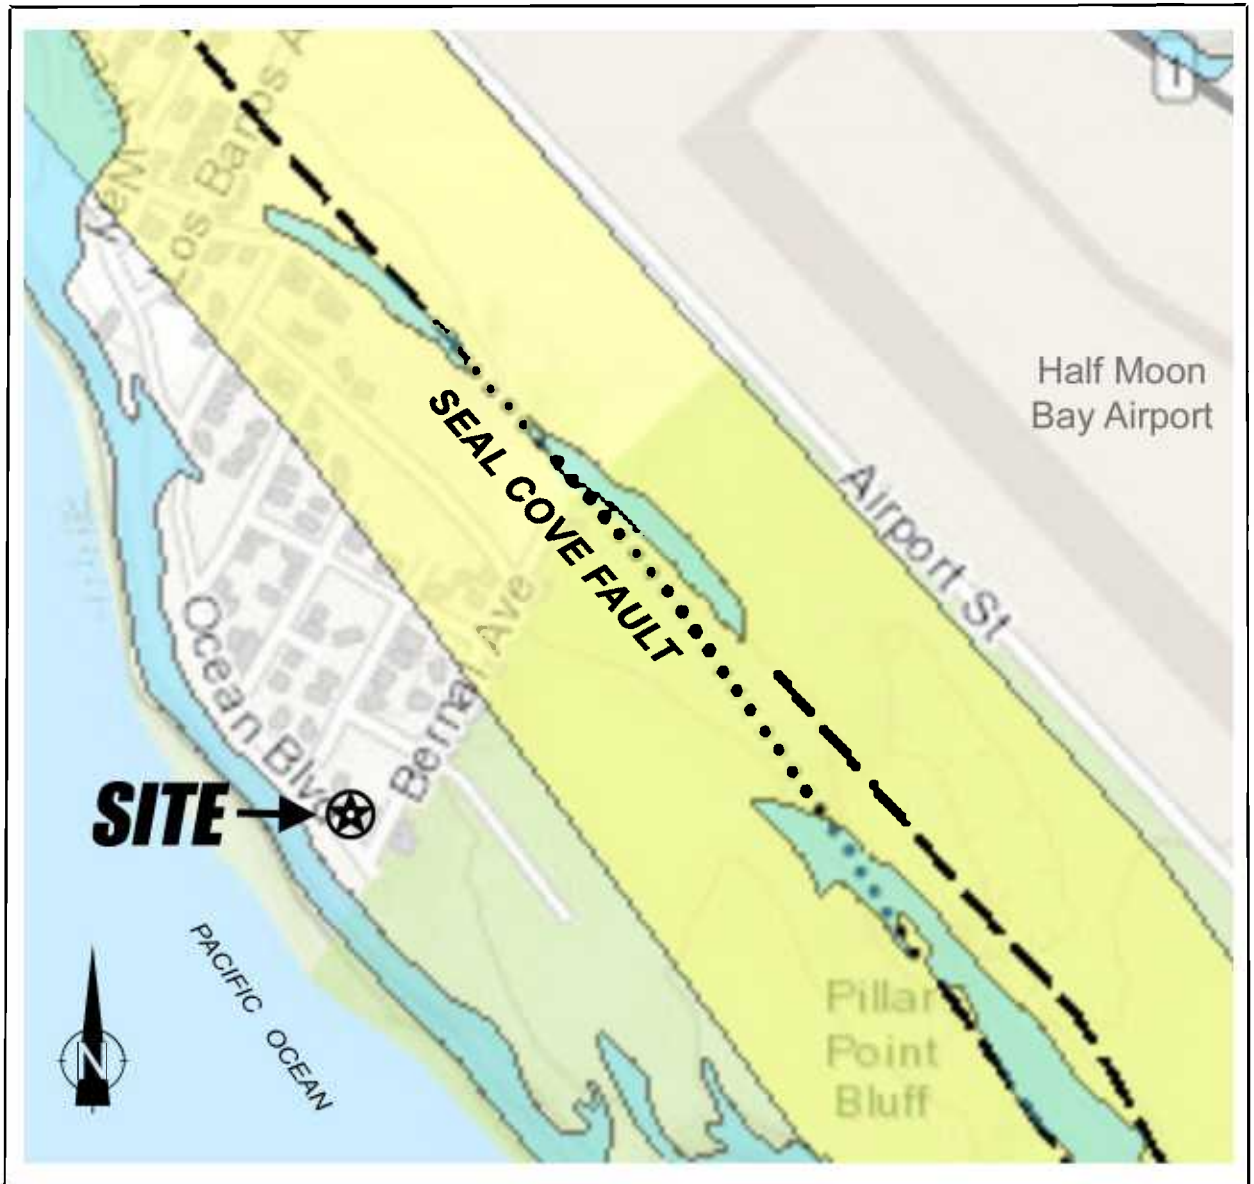 1
Los Banos A
Half Moon
Bay Airport
SEAL COVE FAULT
Airport St
Bernal Ave
Ocean Blvd
SITE
PACIFIC OCEAN
Pillar
Point
Bluff
N